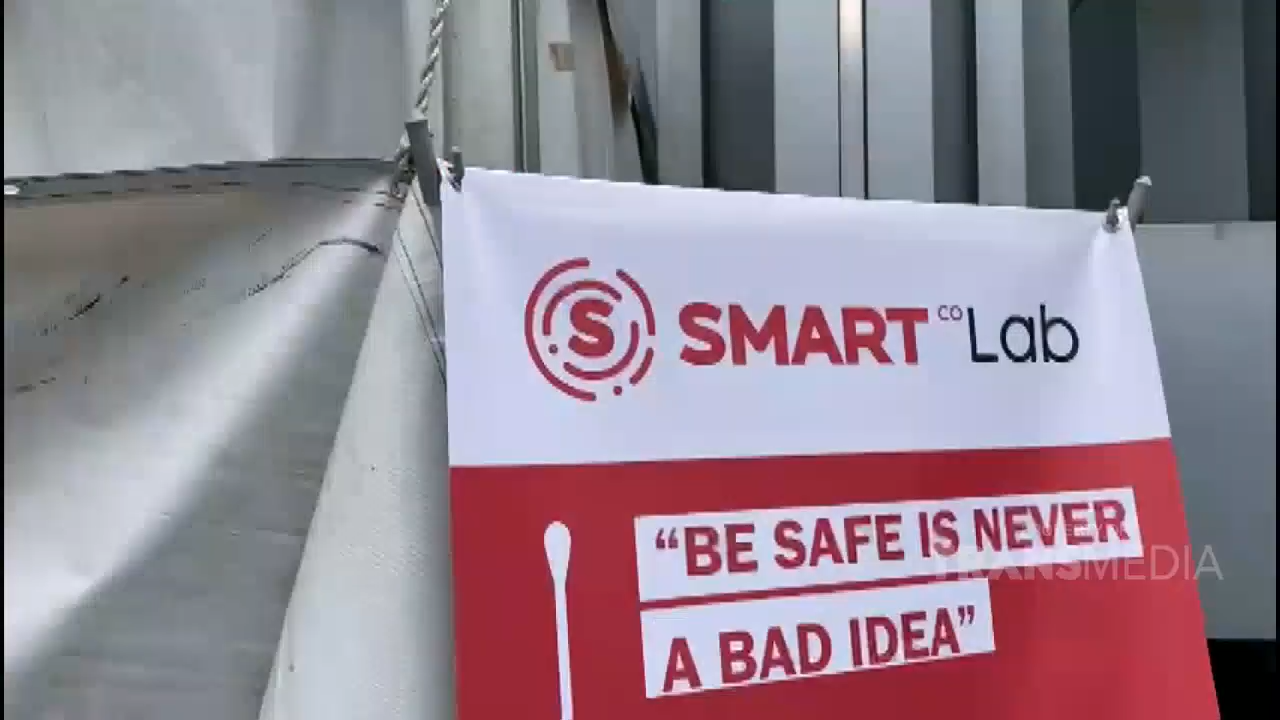 S SMART CO Lab
“BE SAFE IS NEVER
A BAD IDEA”
TRANSMEDIA